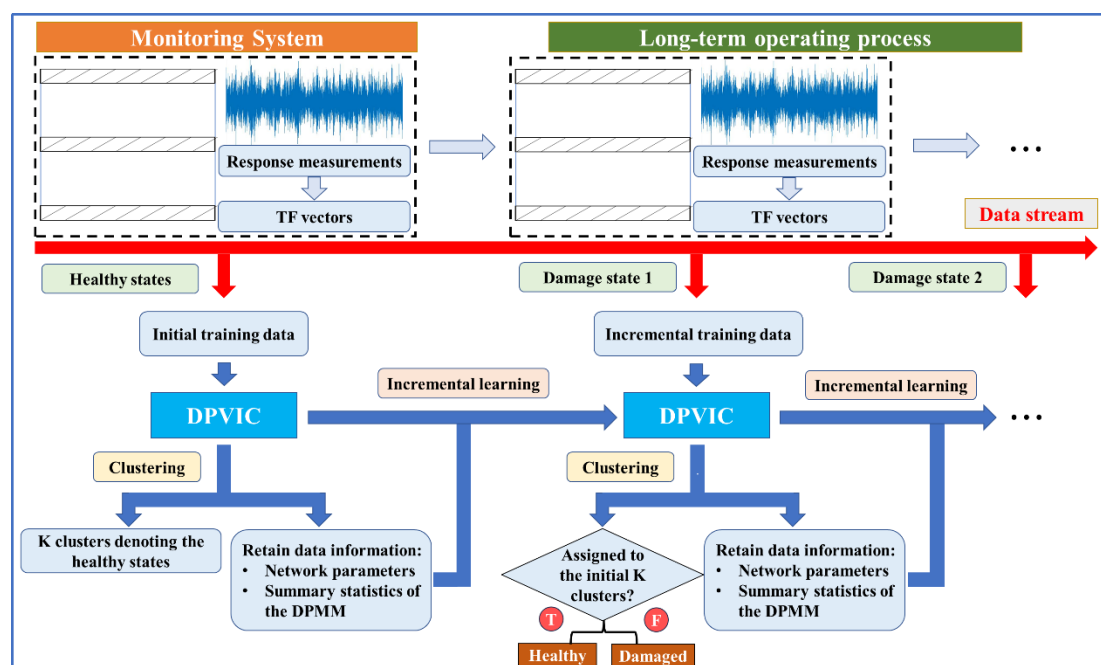 Monitoring System
Long-term operating process
Response measurements
TF vectors
Response measurements
TF vectors
...
Data stream
Healthy states
Damage state 1
Damage state 2
Initial training data
Incremental training data
Incremental learning
Incremental learning
DPVIC
DPVIC
...
Clustering
Clustering
K clusters denoting the
healthy states
Retain data information:
• Network parameters
• Summary statistics of
the DPMM
Assigned to
the initial K
clusters?
Retain data information:
• Network parameters
• Summary statistics of
the DPMM
T
F
Healthy
Damaged